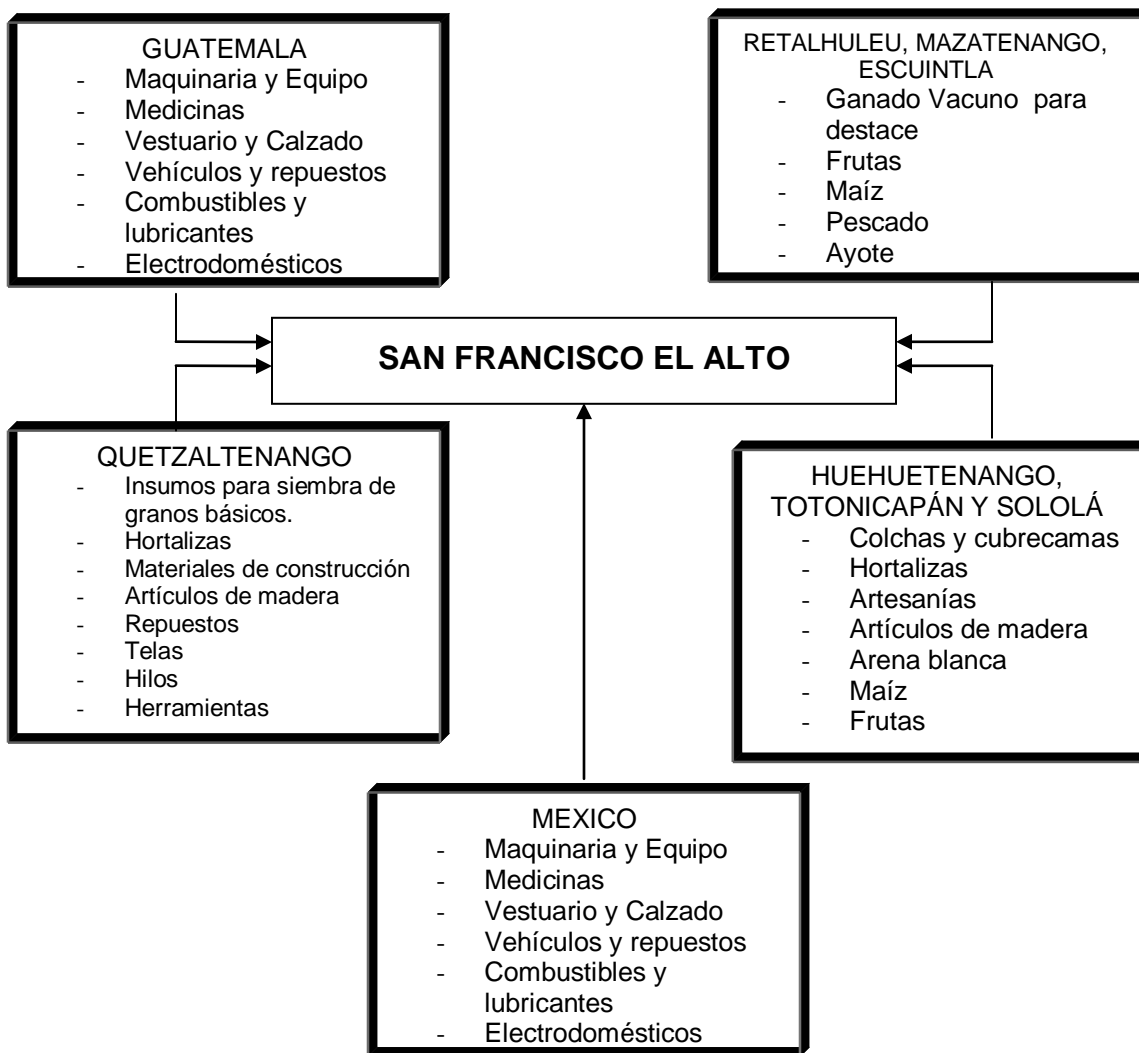 GUATEMALA
- Maquinaria y Equipo
- Medicinas
- Vestuario y Calzado
- Vehículos y repuestos
- Combustibles y
lubricantes
- Electrodomésticos
RETALHULEU, MAZATENANGO,
ESCUINTLA
- Ganado Vacuno para
destace
- Frutas
- Maíz
- Pescado
- Ayote
SAN FRANCISCO EL ALTO
QUETZALTENANGO
- Insumos para siembra de
granos básicos.
- Hortalizas
- Materiales de construcción
- Artículos de madera
- Repuestos
- Telas
- Hilos
- Herramientas
HUEHUETENANGO,
TOTONICAPÁN Y SOLOLÁ
- Colchas y cubrecamas
- Hortalizas
- Artesanías
- Artículos de madera
- Arena blanca
- Maíz
- Frutas
MEXICO
- Maquinaria y Equipo
- Medicinas
- Vestuario y Calzado
- Vehículos y repuestos
- Combustibles y
lubricantes
- Electrodomésticos